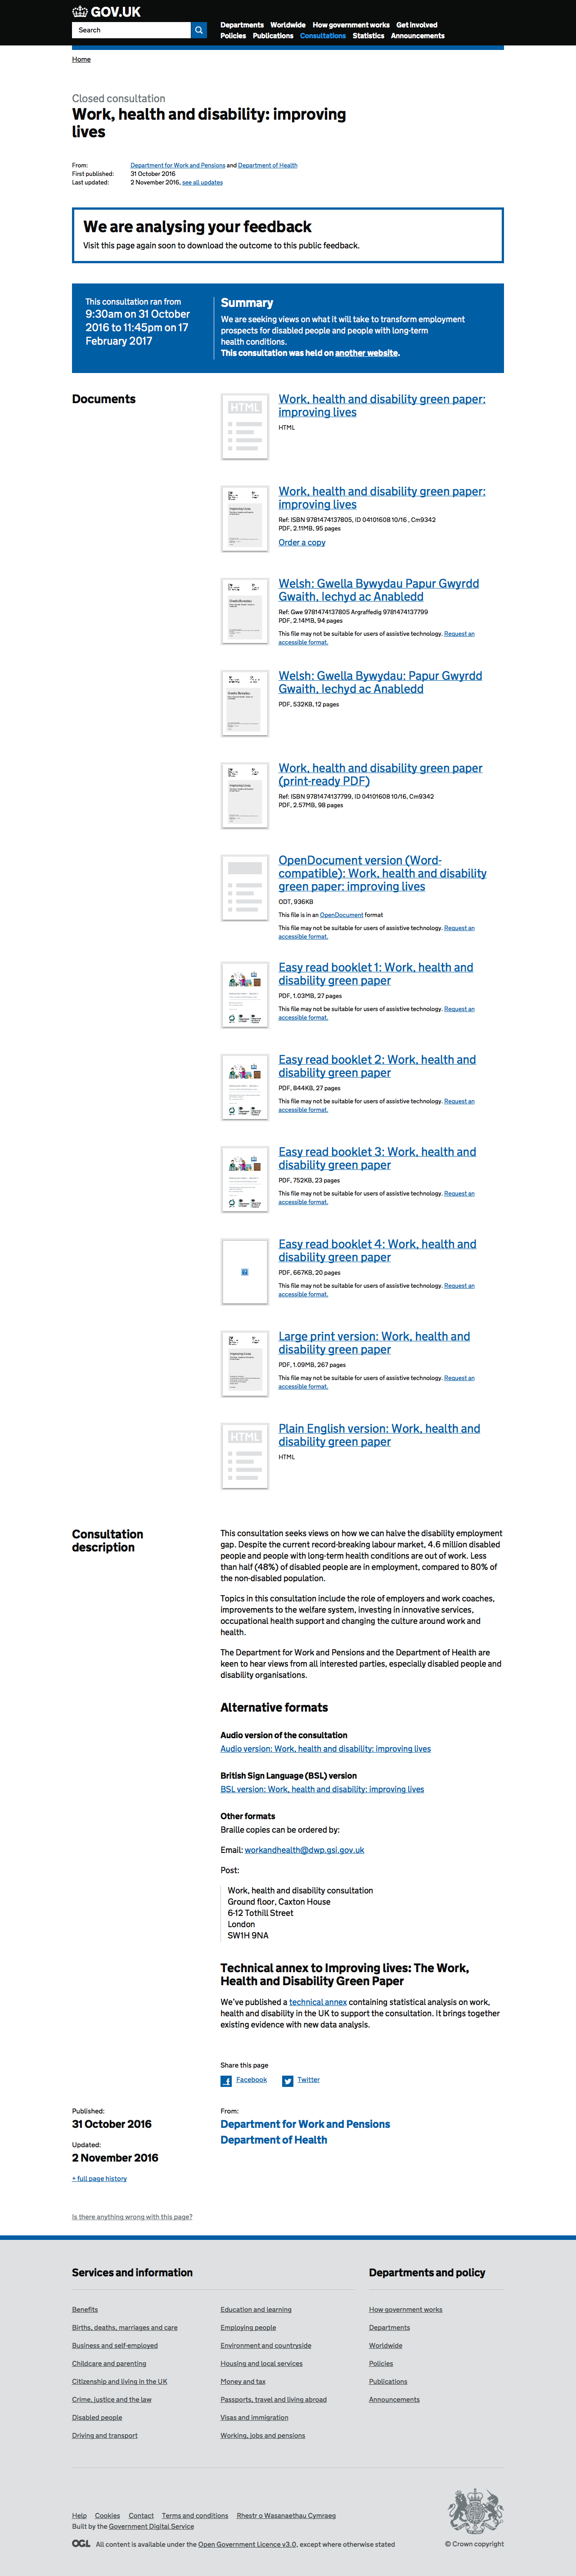 GOV.UK
Search
Departments Worldwide How government works Get involved
Policies Publications Consultations Statistics Announcements
Home
Closed consultation
Work, health and disability: improving
lives
From: Department for Work and Pensions and Department of Health
First published: 31 October 2016
Last updated: 2 November 2016, see all updates
We are analysing your feedback
Visit this page again soon to download the outcome to this public feedback.
This consultation ran from
9:30am on 31 October
2016 to 11:45pm on 17
February 2017
Summary
We are seeking views on what it will take to transform employment
prospects for disabled people and people with long-term
health conditions.
This consultation was held on another website.
Documents
HTML
Work, health and disability green paper:
improving lives
HTML
Work, health and disability green paper:
improving lives
Ref: ISBN 9781474137805, ID 04101608 10/16 , Cm9342
PDF, 2.11MB, 95 pages
Order a copy
Welsh: Gwella Bywydau Papur Gwyrdd
Gwaith, Iechyd ac Anabledd
Ref: Gwe 9781474137805 Argraffedig 9781474137799
PDF, 2.14MB, 94 pages
This file may not be suitable for users of assistive technology. Request an
accessible format.
Welsh: Gwella Bywydau: Papur Gwyrdd
Gwaith, Iechyd ac Anabledd
PDF, 532KB, 12 pages
Work, health and disability green paper
(print-ready PDF)
Ref: ISBN 9781474137799, ID 04101608 10/16, Cm9342
PDF, 2.57MB, 98 pages
OpenDocument version (Word-
compatible): Work, health and disability
green paper: improving lives
ODT, 936KB
This file is in an OpenDocument format
This file may not be suitable for users of assistive technology. Request an
accessible format.
Easy read booklet 1: Work, health and
disability green paper
PDF, 1.03MB, 27 pages
This file may not be suitable for users of assistive technology. Request an
accessible format.
Easy read booklet 2: Work, health and
disability green paper
PDF, 844KB, 27 pages
This file may not be suitable for users of assistive technology. Request an
accessible format.
Easy read booklet 3: Work, health and
disability green paper
PDF, 752KB, 23 pages
This file may not be suitable for users of assistive technology. Request an
accessible format.
Easy read booklet 4: Work, health and
disability green paper
PDF, 667KB, 20 pages
This file may not be suitable for users of assistive technology. Request an
accessible format.
Large print version: Work, health and
disability green paper
PDF, 1.09MB, 267 pages
This file may not be suitable for users of assistive technology. Request an
accessible format.
HTML
Plain English version: Work, health and
disability green paper
HTML
Consultation
description
This consultation seeks views on how we can halve the disability employment
gap. Despite the current record-breaking labour market, 4.6 million disabled
people and people with long-term health conditions are out of work. Less
than half (48%) of disabled people are in employment, compared to 80% of
the non-disabled population.
Topics in this consultation include the role of employers and work coaches,
improvements to the welfare system, investing in innovative services,
occupational health support and changing the culture around work and
health.
The Department for Work and Pensions and the Department of Health are
keen to hear views from all interested parties, especially disabled people and
disability organisations.
Alternative formats
Audio version of the consultation
Audio version: Work, health and disability: improving lives
British Sign Language (BSL) version
BSL version: Work, health and disability: improving lives
Other formats
Braille copies can be ordered by:
Email: workandhealth@dwp.gsi.gov.uk
Post:
Work, health and disability consultation
Ground floor, Caxton House
6-12 Tothill Street
London
SW1H 9NA
Technical annex to Improving lives: The Work,
Health and Disability Green Paper
We've published a technical annex containing statistical analysis on work,
health and disability in the UK to support the consultation. It brings together
existing evidence with new data analysis.
Share this page
Facebook Twitter
Published:
31 October 2016
Updated:
2 November 2016
+ full page history
From:
Department for Work and Pensions
Department of Health
Is there anything wrong with this page?
Services and information
Benefits
Births, deaths, marriages and care
Business and self-employed
Childcare and parenting
Citizenship and living in the UK
Crime, justice and the law
Disabled people
Driving and transport
Education and learning
Employing people
Environment and countryside
Housing and local services
Money and tax
Passports, travel and living abroad
Visas and immigration
Working, jobs and pensions
Departments and policy
How government works
Departments
Worldwide
Policies
Publications
Announcements
Help Cookies Contact Terms and conditions Rhestr o Wasanaethau Cymraeg
Built by the Government Digital Service
OGL All content is available under the Open Government Licence v3.0, except where otherwise stated
© Crown copyright